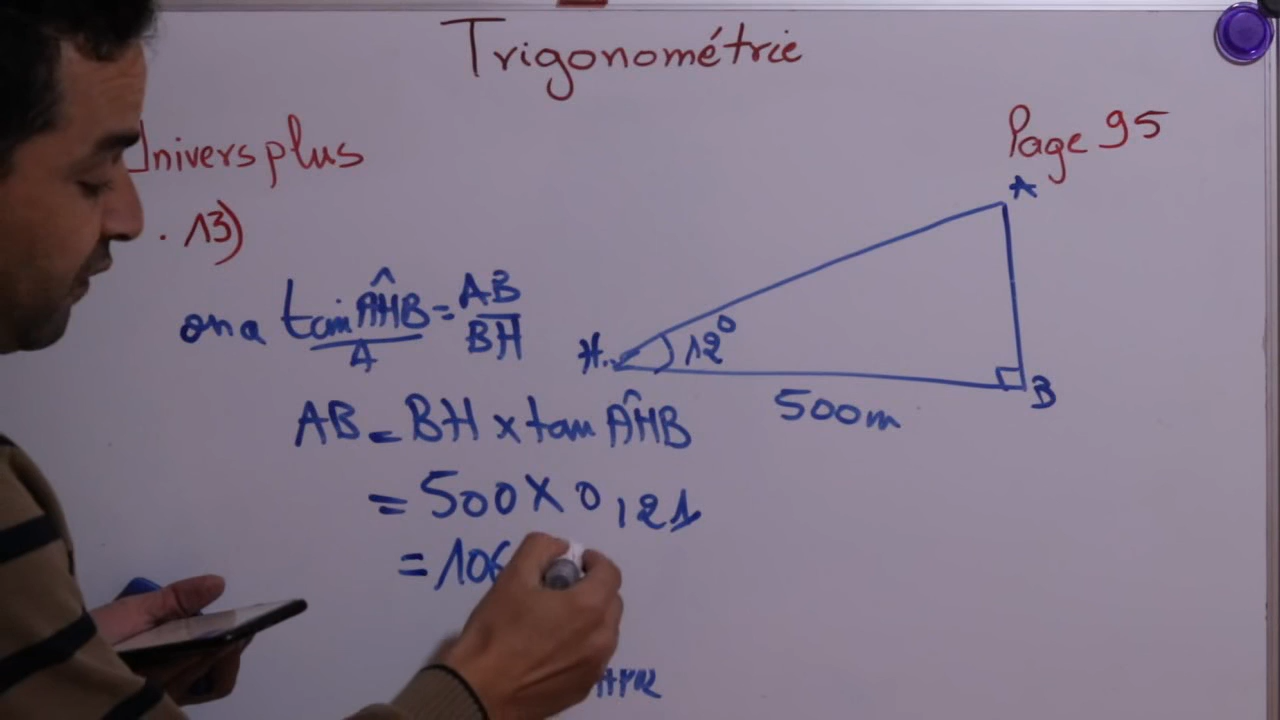 Trigonométrie
Page 95
Univers plus
. 13)
on a tan AĤB = AB
A BH
AB = BH x tan AĤB
= 500 X 0,21
= 106
A
H. 12°
500m B